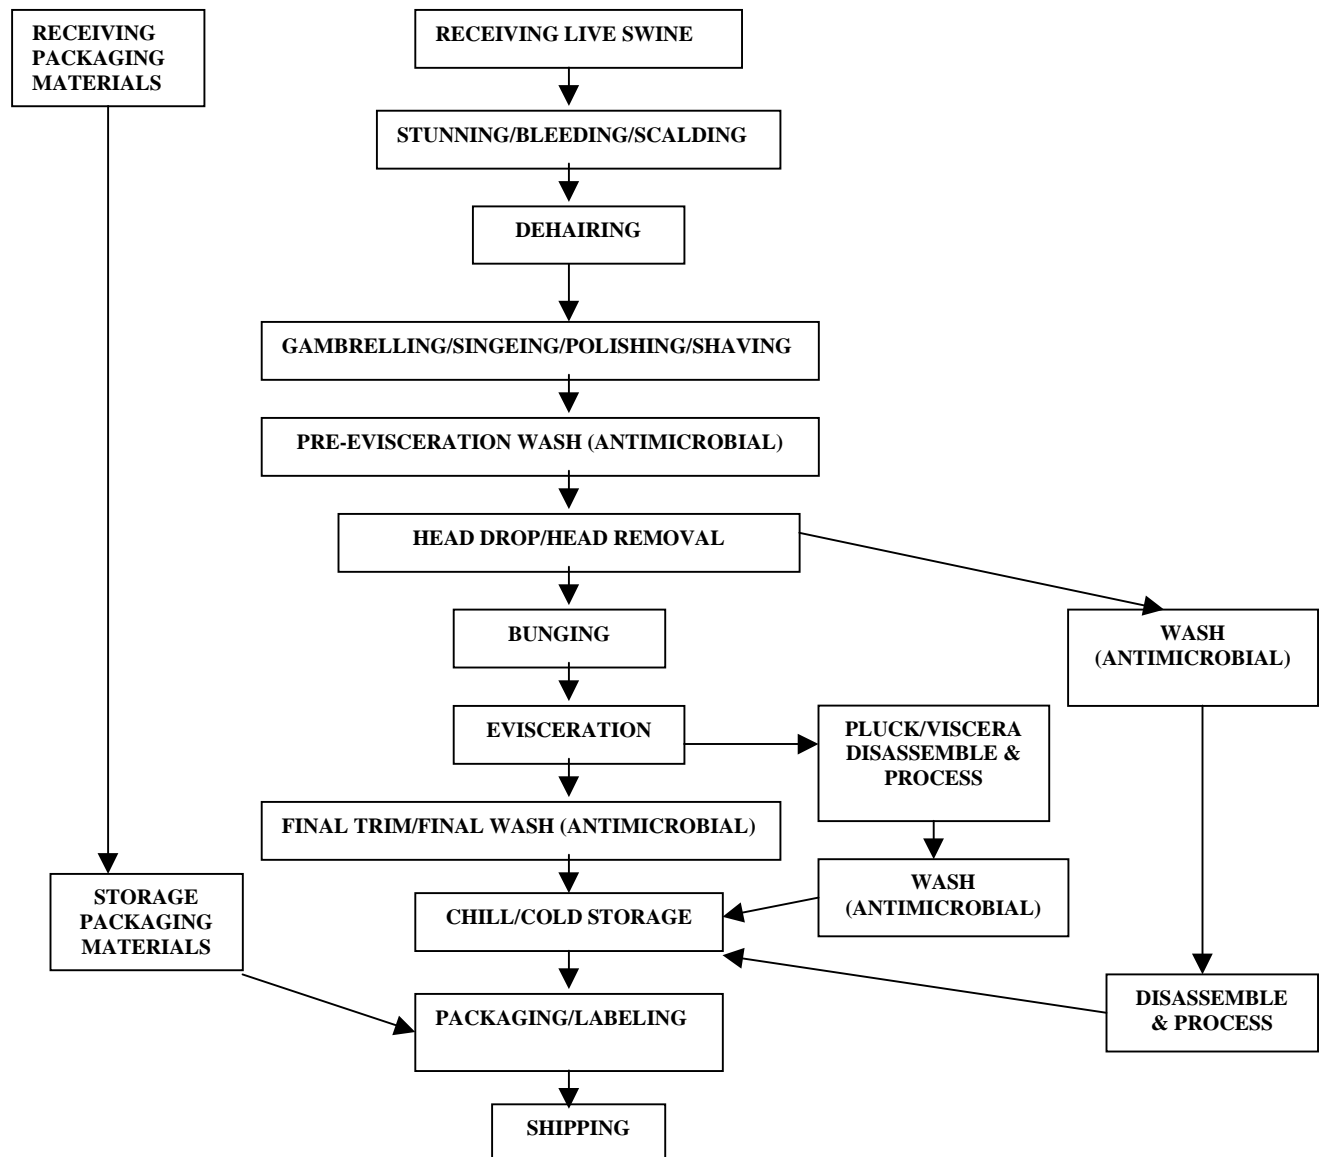 RECEIVING
PACKAGING
MATERIALS
RECEIVING LIVE SWINE
STUNNING/BLEEDING/SCALDING
DEHAIRING
GAMBRELLING/SINGEING/POLISHING/SHAVING
PRE-EVISCERATION WASH (ANTIMICROBIAL)
HEAD DROP/HEAD REMOVAL
BUNGING
WASH
(ANTIMICROBIAL)
EVISCERATION
PLUCK/VISCERA
DISASSEMBLE &
PROCESS
FINAL TRIM/FINAL WASH (ANTIMICROBIAL)
WASH
(ANTIMICROBIAL)
STORAGE
PACKAGING
MATERIALS
CHILL/COLD STORAGE
DISASSEMBLE
& PROCESS
PACKAGING/LABELING
SHIPPING